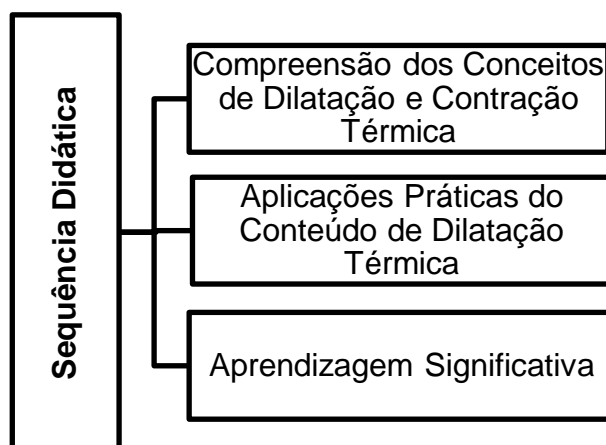 Sequência Didática
Compreensão dos Conceitos
de Dilatação e Contração
Térmica
Aplicações Práticas do
Conteúdo de Dilatação
Térmica
Aprendizagem Significativa